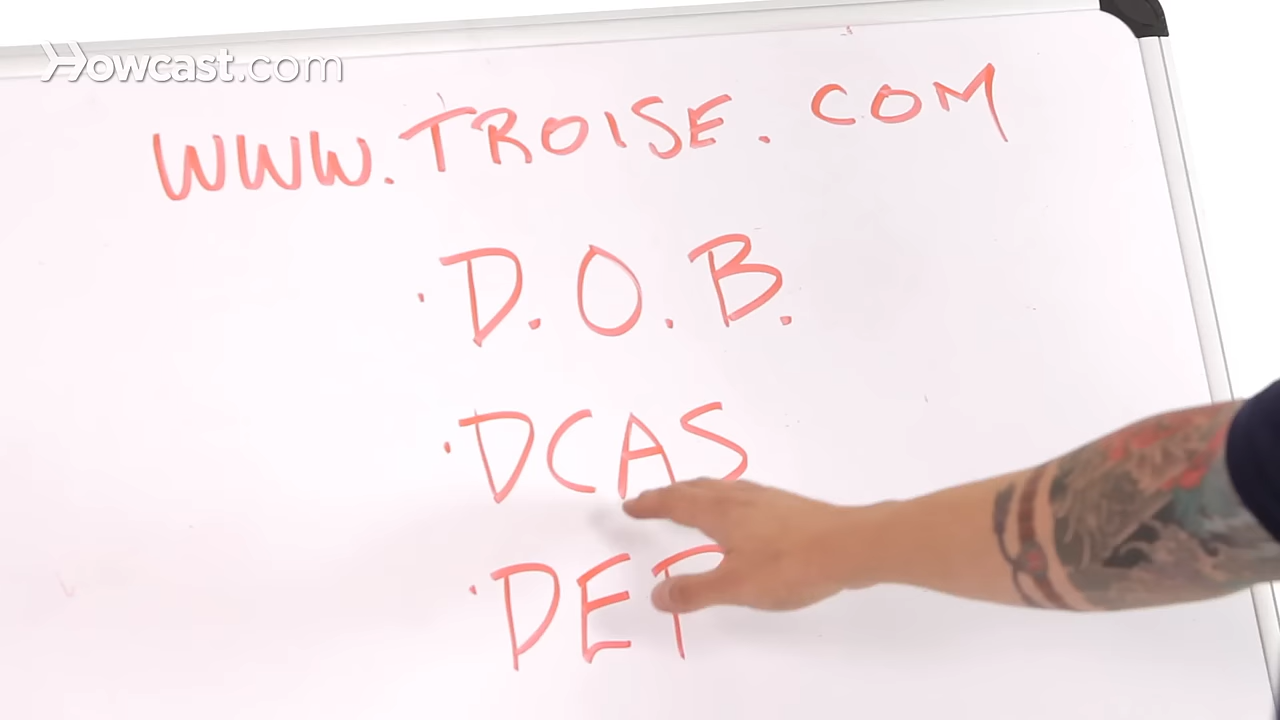 Howcast.com
WWW.TROISE.COM
· D.O.B.
· DCAS
· DEP